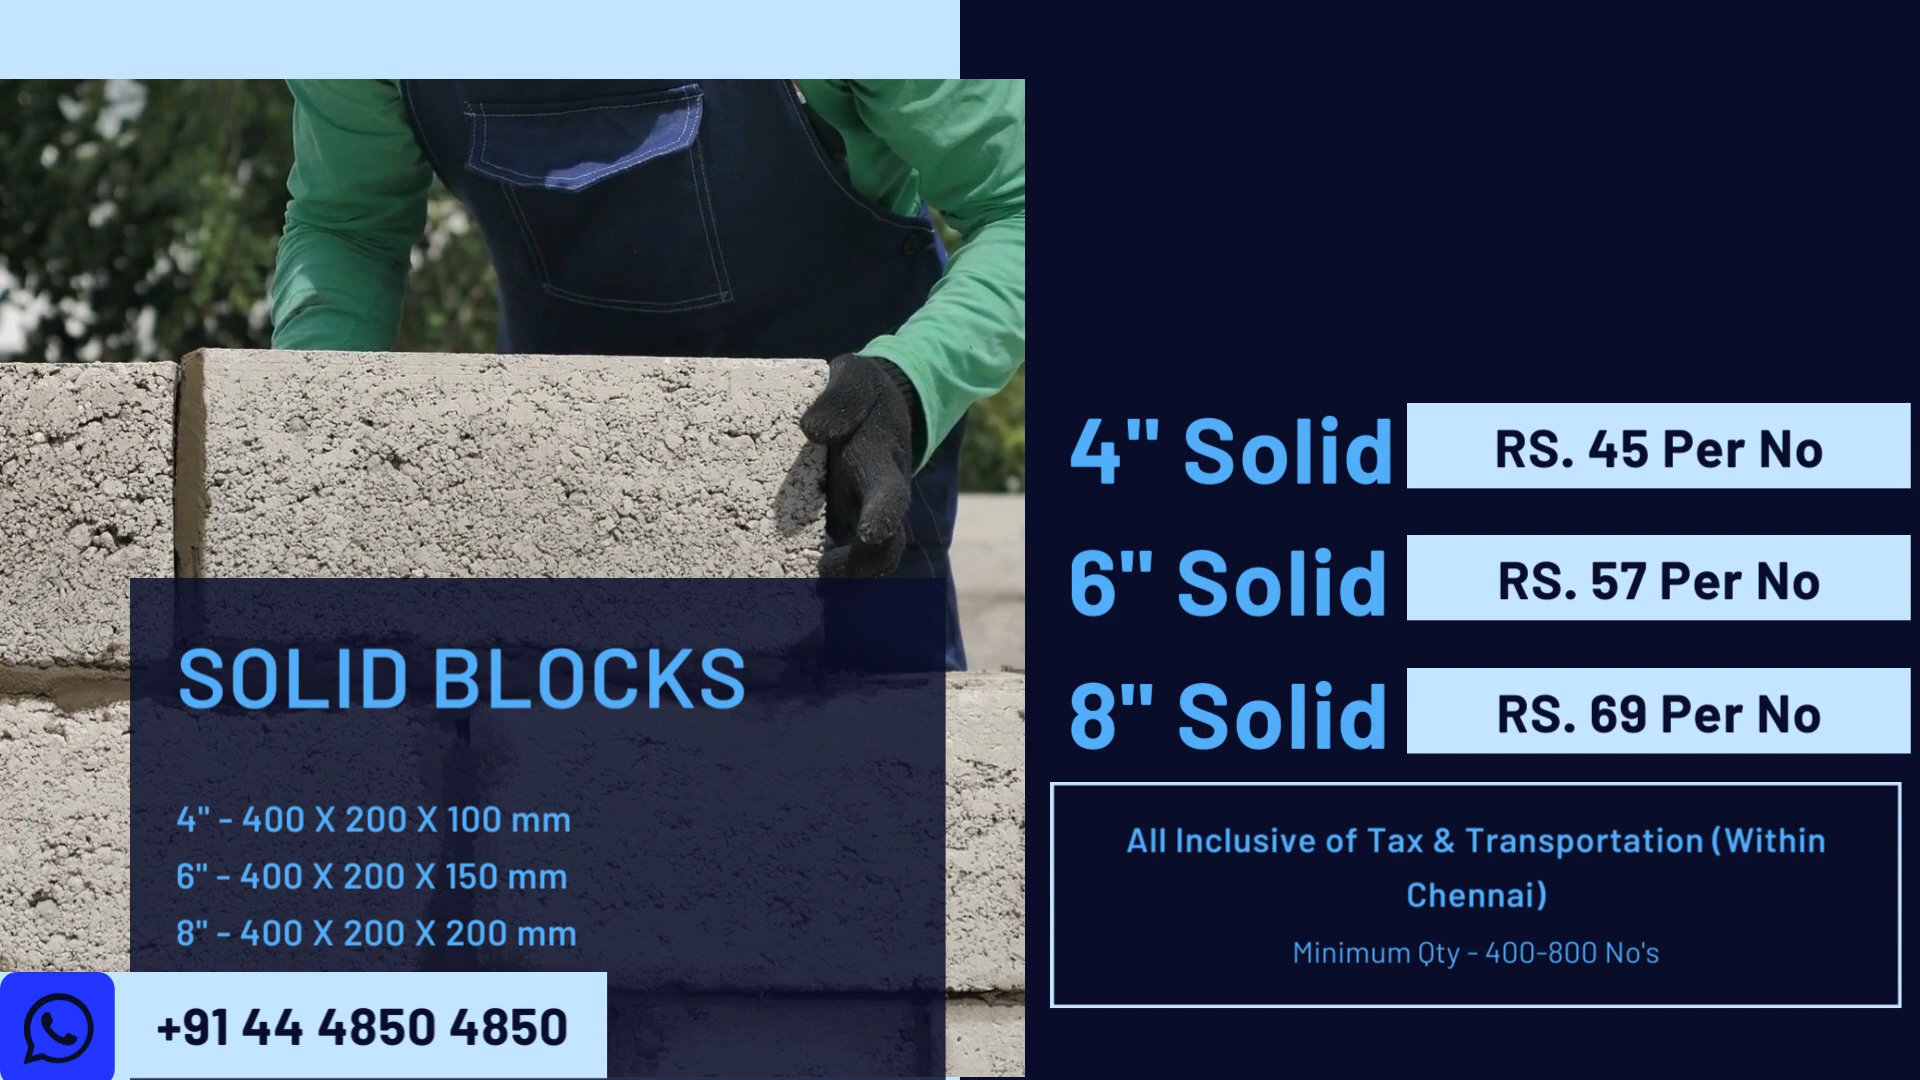 4" Solid RS. 45 Per No
6" Solid RS. 57 Per No
8" Solid RS. 69 Per No
SOLID BLOCKS
4" - 400 X 200 X 100 mm
6" - 400 X 200 X 150 mm
8" - 400 X 200 X 200 mm
+91 44 4850 4850
All Inclusive of Tax & Transportation (Within
Chennai)
Minimum Qty - 400-800 No's